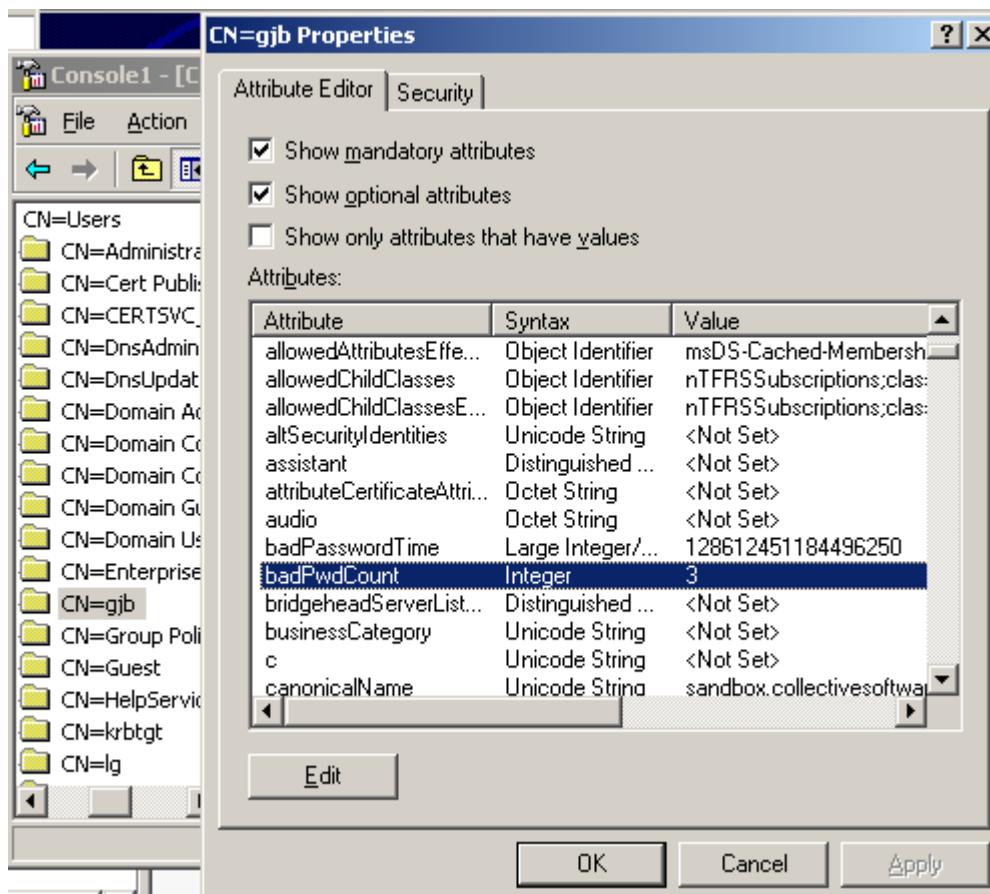 CN=gjb Properties
Console1 - [C
File Action
Attribute Editor Security
Show mandatory attributes
Show optional attributes
Show only attributes that have values
Attributes:
Attribute Syntax Value
allowedAttributesEffe... Object Identifier msDS-Cached-Membersh
allowedChildClasses Object Identifier nTFRSSubscriptions;clas
allowedChildClassesE... Object Identifier nTFRSSubscriptions;clas
altSecurityIdentities Unicode String <Not Set>
assistant Distinguished ... <Not Set>
attributeCertificateAttri... Octet String <Not Set>
audio Octet String <Not Set>
badPasswordTime Large Integer/... 128612451184496250
badPwdCount Integer 3
bridgeheadServerList... Distinguished ... <Not Set>
businessCategory Unicode String <Not Set>
c Unicode String <Not Set>
canonicalName Unicode String sandbox.collectivesoftwa
Edit
OK Cancel Apply
CN=Users
CN=Administra
CN=Cert Publis
CN=CERTSVC_
CN=DnsAdmin
CN=DnsUpdat
CN=Domain Ad
CN=Domain Co
CN=Domain Co
CN=Domain Gu
CN=Domain Us
CN=Enterprise
CN=gjb
CN=Group Poli
CN=Guest
CN=HelpServic
CN=krbtgt
CN=lg